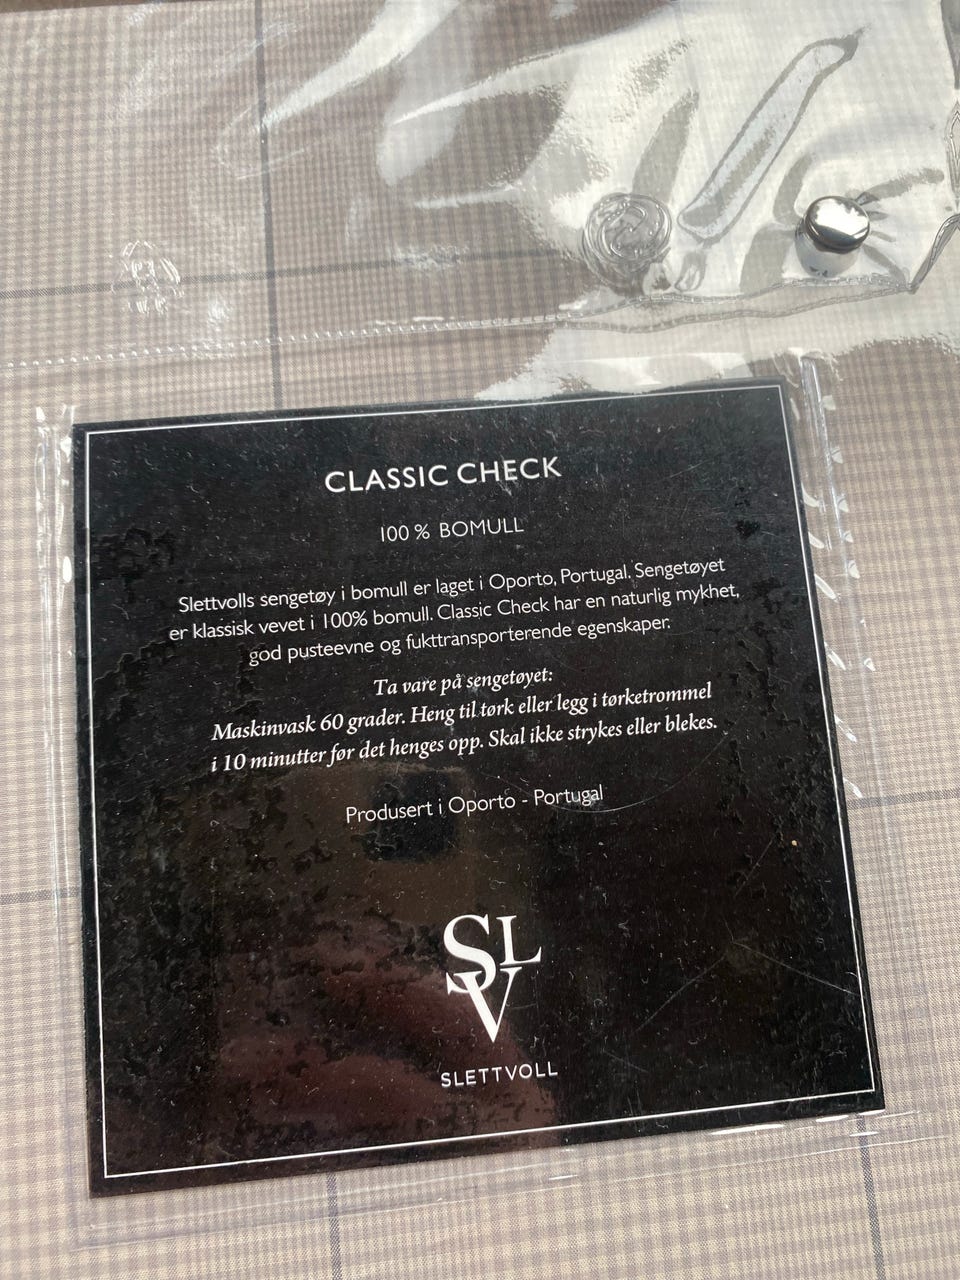 CLASSIC CHECK
100 % BOMULL
Slettvolls sengetøy i bomull er laget i Oporto, Portugal. Sengetøyet
er klassisk vevet i 100% bomull. Classic Check har en naturlig mykhet,
god pusteevne og fukttransporterende egenskaper.
Ta vare på sengetøyet:
Maskinvask 60 grader. Heng til tørk eller legg i tørketrommel
i 10 minutter før det henges opp. Skal ikke strykes eller blekes.
Produsert i Oporto - Portugal
SLV
SLETTVOLL